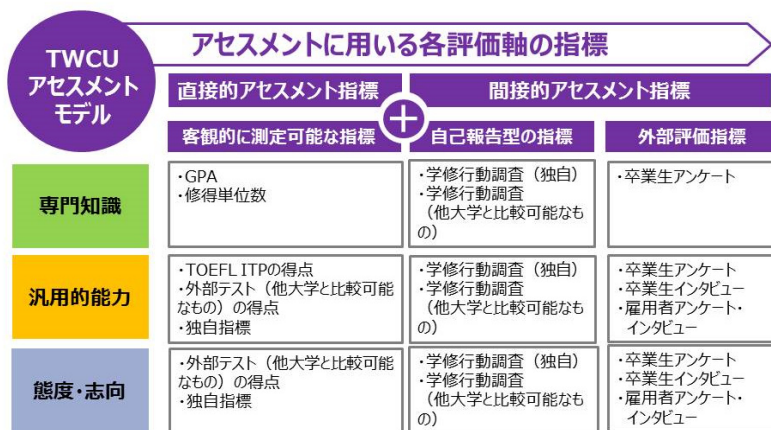 TWCU
アセスメント
モデル
アセスメントに用いる各評価軸の指標
直接的アセスメント指標
間接的アセスメント指標
＋
客観的に測定可能な指標
自己報告型の指標
外部評価指標
専門知識
・GPA
・修得単位数
・学修行動調査（独自）
・学修行動調査
（他大学と比較可能なも
の）
・卒業生アンケート
汎用的能力
・TOEFL ITPの得点
・外部テスト（他大学と比較可能
なもの）の得点
・独自指標
・学修行動調査（独自）
・学修行動調査
（他大学と比較可能なも
の）
・卒業生アンケート
・卒業生インタビュー
・雇用者アンケート・
インタビュー
態度・志向
・外部テスト（他大学と比較可能
なもの）の得点
・独自指標
・学修行動調査（独自）
・学修行動調査
（他大学と比較可能なも
の）
・卒業生アンケート
・卒業生インタビュー
・雇用者アンケート・
インタビュー